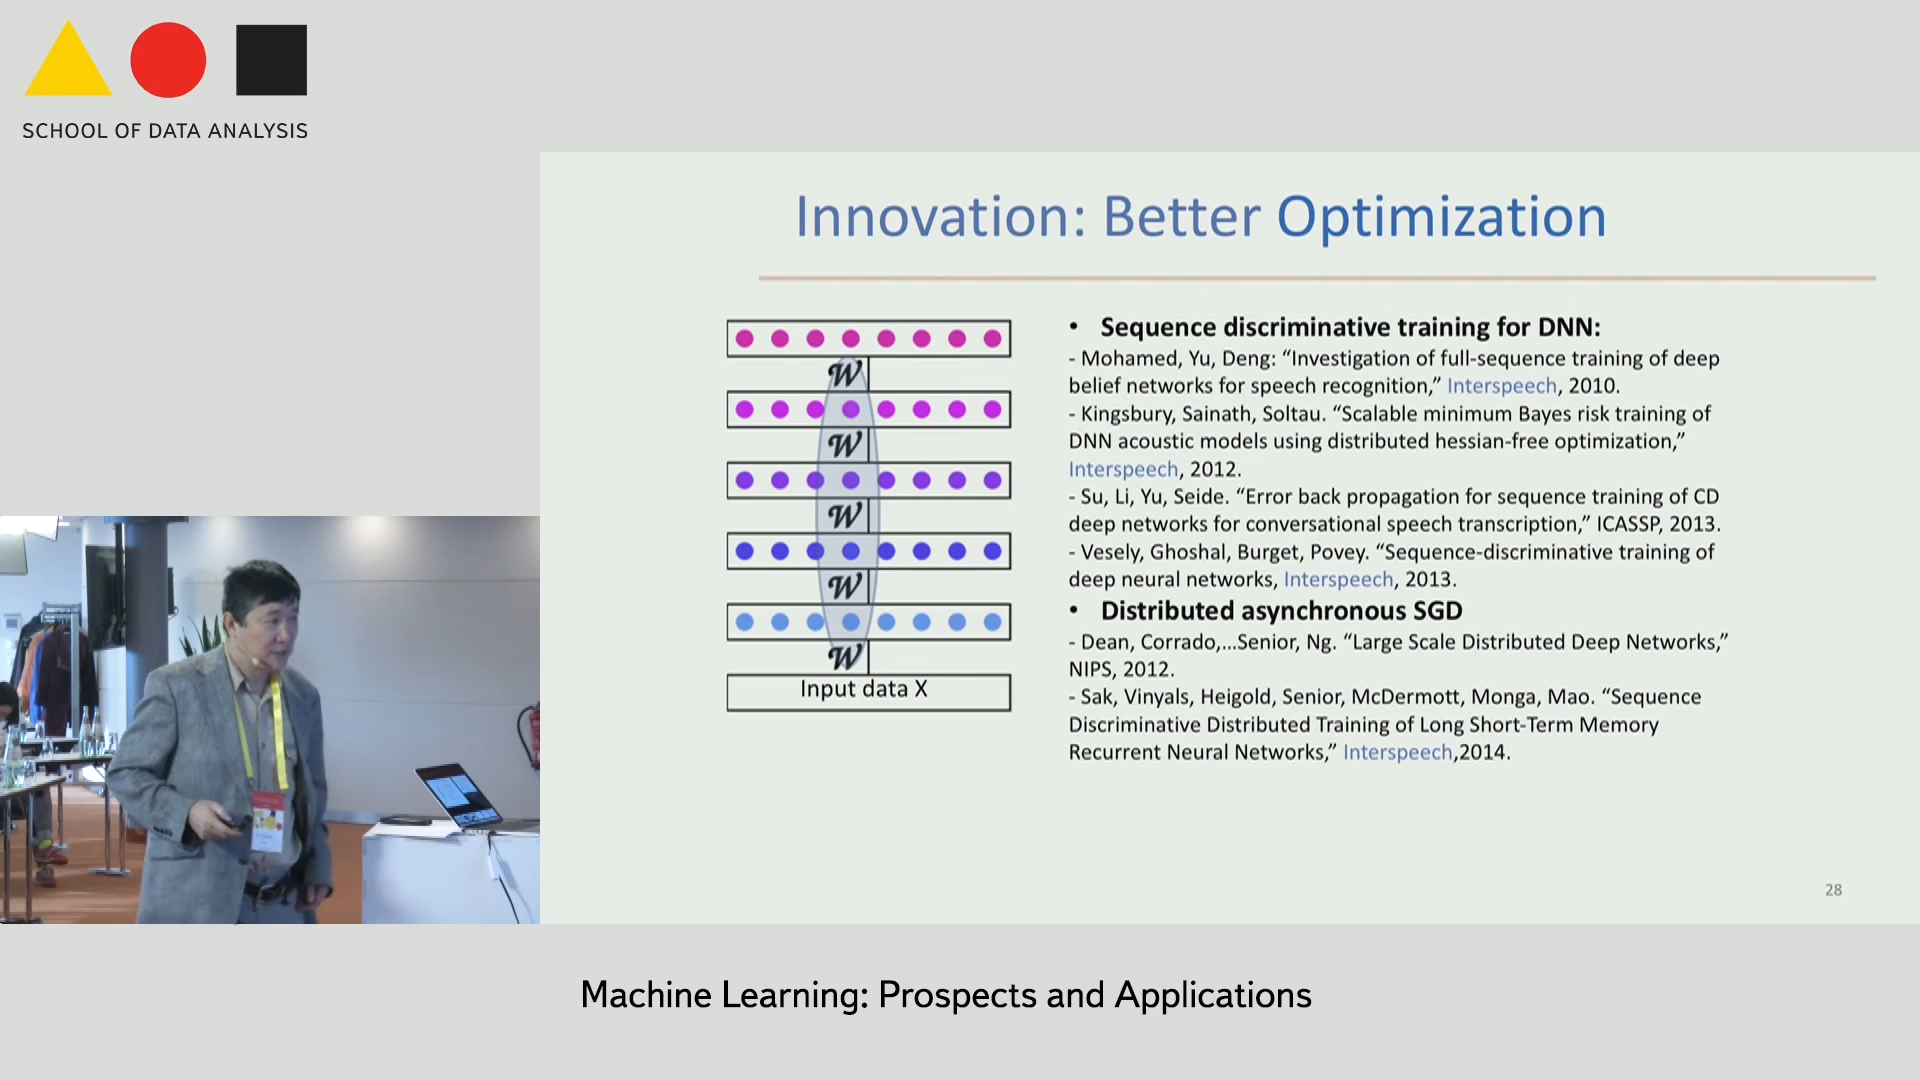 SCHOOL OF DATA ANALYSIS
Innovation: Better Optimization
𝓦
𝓦
𝓦
𝓦
𝓦
Input data X
• Sequence discriminative training for DNN:
- Mohamed, Yu, Deng: “Investigation of full-sequence training of deep
belief networks for speech recognition,” Interspeech, 2010.
- Kingsbury, Sainath, Soltau. “Scalable minimum Bayes risk training of
DNN acoustic models using distributed hessian-free optimization,”
Interspeech, 2012.
- Su, Li, Yu, Seide. “Error back propagation for sequence training of CD
deep networks for conversational speech transcription,” ICASSP, 2013.
- Vesely, Ghoshal, Burget, Povey. “Sequence-discriminative training of
deep neural networks, Interspeech, 2013.
• Distributed asynchronous SGD
- Dean, Corrado,...Senior, Ng. “Large Scale Distributed Deep Networks,”
NIPS, 2012.
- Sak, Vinyals, Heigold, Senior, McDermott, Monga, Mao. “Sequence
Discriminative Distributed Training of Long Short-Term Memory
Recurrent Neural Networks,” Interspeech,2014.
28
Machine Learning: Prospects and Applications